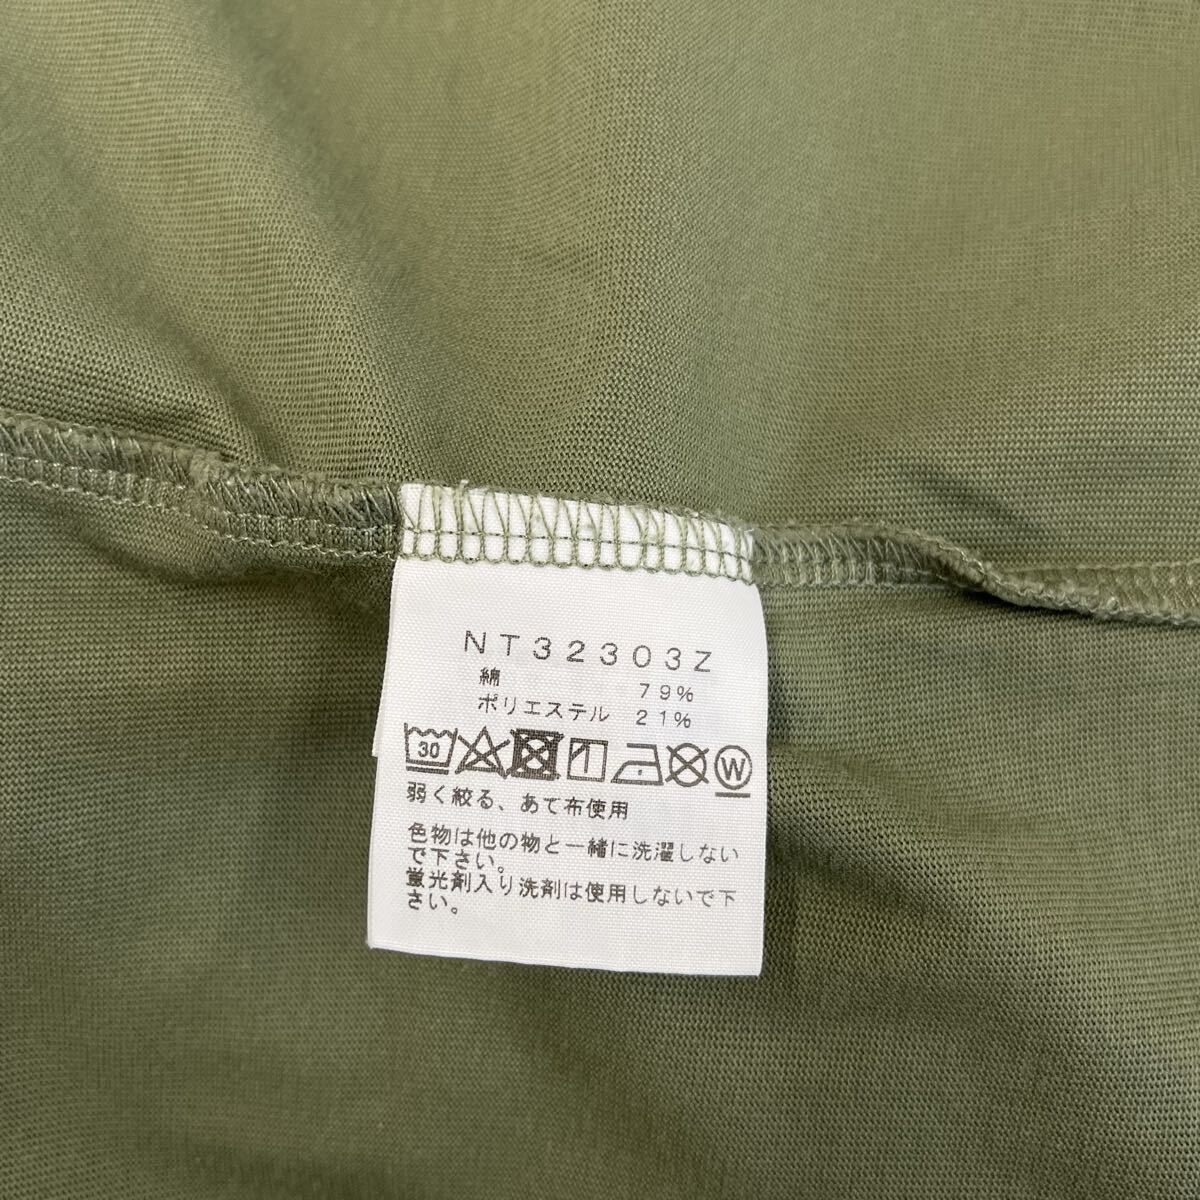 NT32303Z
綿 79%
ポリエステル 21%
30 W
弱く絞る、あて布使用
色物は他の物と一緒に洗濯しない
で下さい。
蛍光剤入り洗剤は使用しないで下
さい。